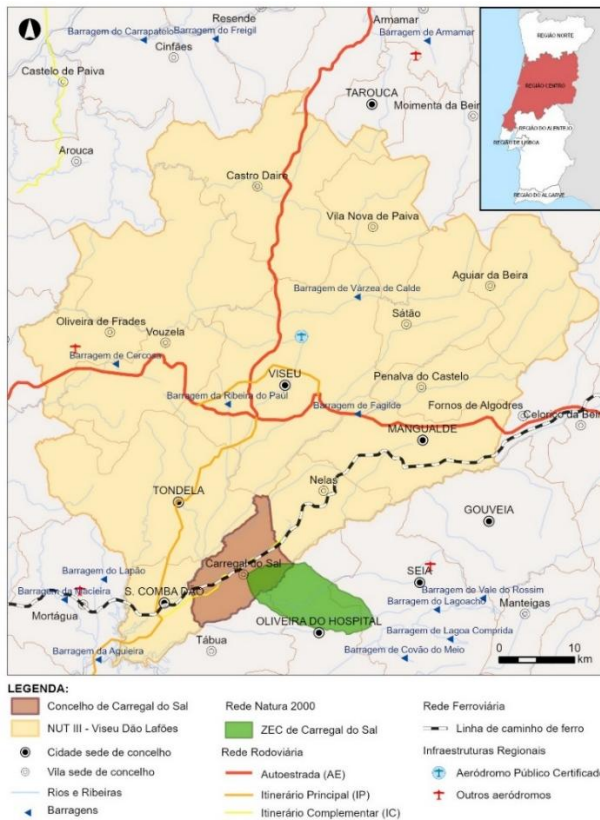 Resende
Barragem do Carrapatelo
Barragem de Freigil
Cinfães
Armamar
Barragem de Armamar
Castelo de Paiva
TAROUCA
Moimenta da Beir
Arouca
Castro Daire
Vila Nova de Paiva
REGIÃO NORTE
REGIÃO CENTRO
REGIÃO DO ALENTEJO
REGIÃO DE LISBOA
REGIÃO DO ALGARVE
Aguiar da Beira
Barragem de Várzea de Calde
Sátão
Oliveira de Frades
Vouzela
Barragem de Cercosa
VISEU
Penalva do Castelo
Barragem da Ribeira do Paúl
Barragem de Fagilde
Fornos de Algodres
Celorico da Bei
MANGUALDE
Nelas
TONDELA
GOUVEIA
Carregal do Sal
SEIA
Barragem do Lapão
Barragem de Vale do Rossim
Barragem da Macieira
S. COMBA DÃO
Barragem do Lagoacho
Manteigas
Mortágua
OLIVEIRA DO HOSPITAL
Tábua
Barragem de Lagoa Comprida
Barragem da Aguieira
Barragem de Covão do Meio
0 10
km
LEGENDA:
Concelho de Carregal do Sal
NUT III - Viseu Dão Lafões
Cidade sede de concelho
Vila sede de concelho
Rios e Ribeiras
Barragens
Rede Natura 2000
ZEC de Carregal do Sal
Rede Rodoviária
Autoestrada (AE)
Itinerário Principal (IP)
Itinerário Complementar (IC)
Rede Ferroviária
Linha de caminho de ferro
Infraestruturas Regionais
Aeródromo Público Certificado
Outros aeródromos